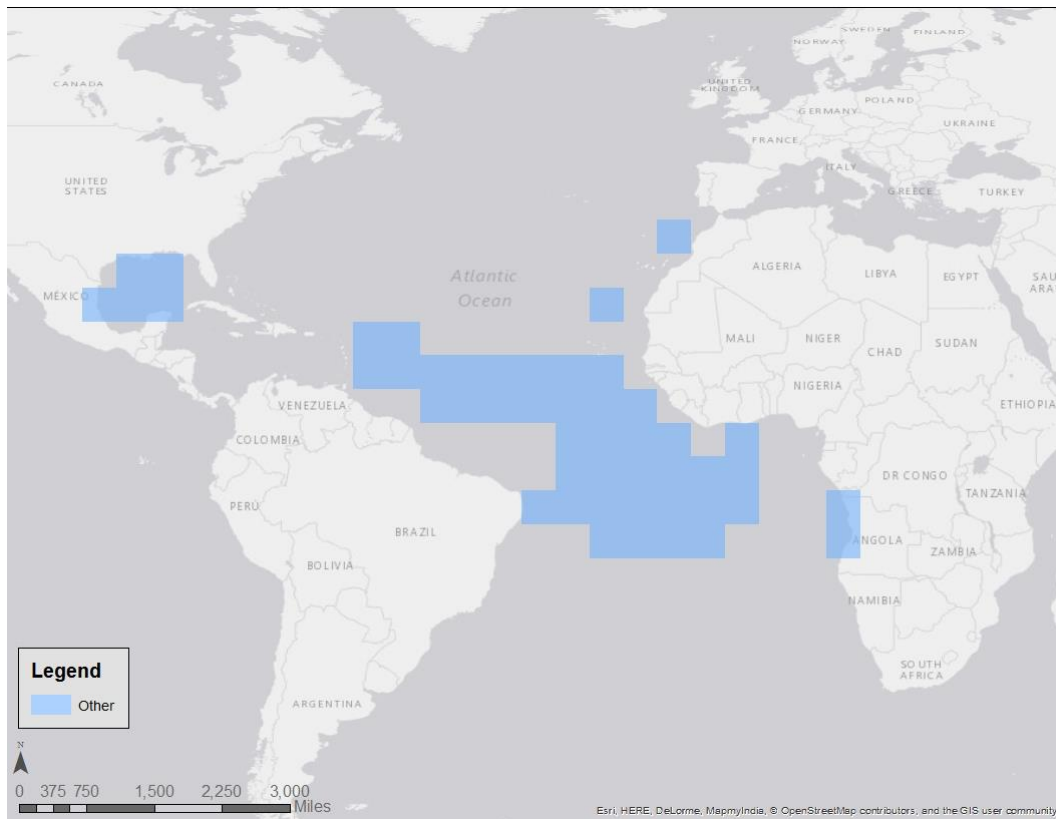 SWEDEN
FINLAND
NORWAY
CANADA
UNITED
KINGDOM
POLAND
GERMANY
UKRAINE
FRANCE
ITALY
UNITED
STATES
GREECE
TURKEY
Atlantic
Ocean
ALGERIA
LIBYA
EGYPT
SAU
ARA
MÉXICO
MALI
NIGER
SUDAN
CHAD
NIGERIA
VENEZUELA
ETHIOPIA
COLOMBIA
DR CONGO
TANZANIA
PERÚ
BRAZIL
ANGOLA
ZAMBIA
BOLIVIA
NAMIBIA
SOUTH
AFRICA
ARGENTINA
Legend
Other
N
0 375 750 1,500 2,250 3,000
Miles
Esri, HERE, DeLorme, MapmyIndia, © OpenStreetMap contributors, and the GIS user community